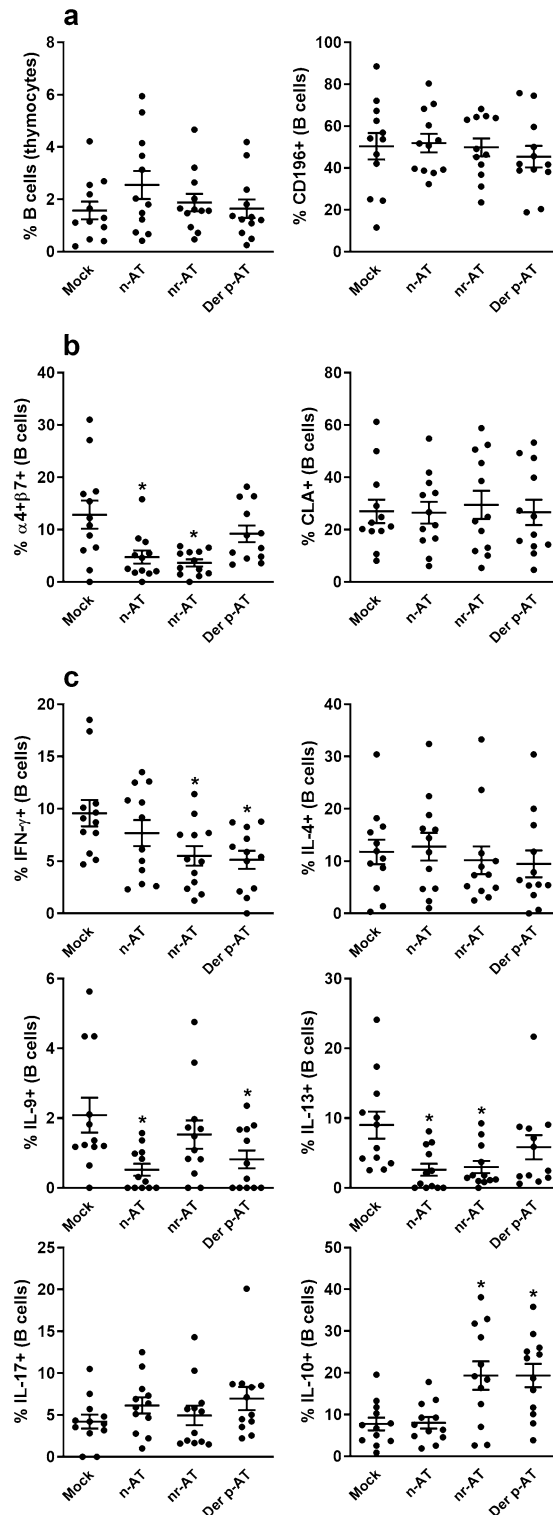 a
% B cells (thymocytes)
8
6
4
2
0
Mock
n-AT
nr-AT
Der p-AT
% CD196+ (B cells)
100
80
60
40
20
0
Mock
n-AT
nr-AT
Der p-AT
b
% α4+β7+ (B cells)
40
30
20
10
0
*
*
Mock
n-AT
nr-AT
Der p-AT
% CLA+ (B cells)
80
60
40
20
0
Mock
n-AT
nr-AT
Der p-AT
c
% IFN-γ+ (B cells)
20
15
10
5
0
*
*
Mock
n-AT
nr-AT
Der p-AT
% IL-4+ (B cells)
40
30
20
10
0
Mock
n-AT
nr-AT
Der p-AT
% IL-9+ (B cells)
6
4
2
0
*
*
Mock
n-AT
nr-AT
Der p-AT
% IL-13+ (B cells)
30
20
10
0
*
*
Mock
n-AT
nr-AT
Der p-AT
% IL-17+ (B cells)
25
20
15
10
5
0
Mock
n-AT
nr-AT
Der p-AT
% IL-10+ (B cells)
50
40
30
20
10
0
*
*
Mock
n-AT
nr-AT
Der p-AT